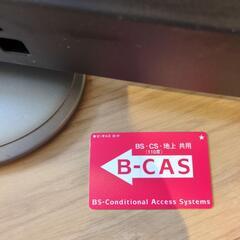 BS・CS・地上 共用
(110度)
B-CAS
BS-Conditional Access Systems